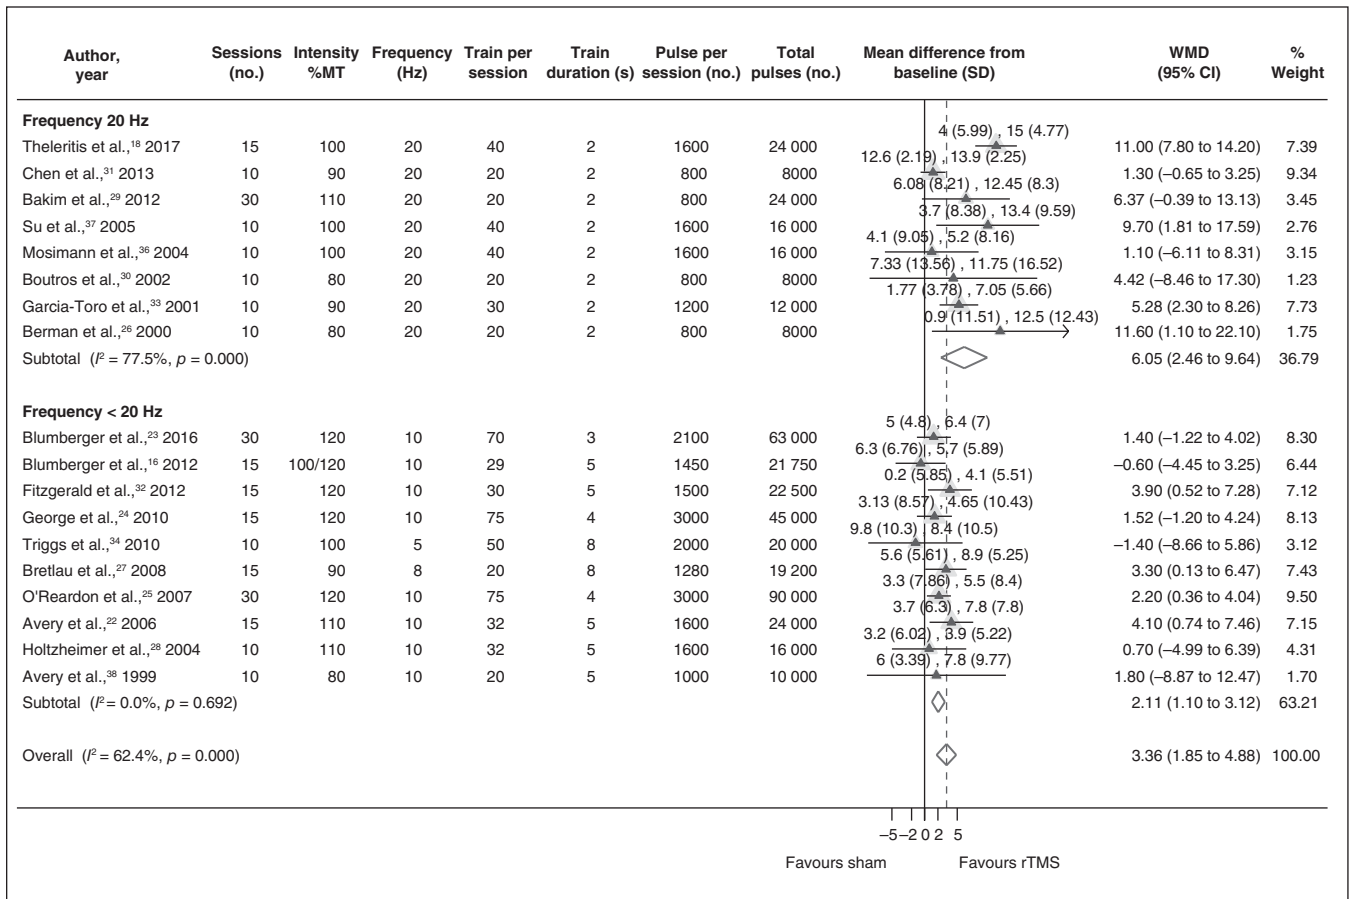 Author, year Sessions (no.) Intensity %MT Frequency (Hz) Train per session Train duration (s) Pulse per session (no.) Total pulses (no.) Mean difference from baseline (SD) WMD (95% CI) % Weight
Frequency 20 Hz
Theleritis et al.,18 2017 15 100 20 40 2 1600 24 000 4 (5.99) , 15 (4.77) 11.00 (7.80 to 14.20) 7.39
Chen et al.,31 2013 10 90 20 20 2 800 8000 12.6 (2.19) , 13.9 (2.25) 1.30 (–0.65 to 3.25) 9.34
Bakim et al.,29 2012 30 110 20 20 2 800 24 000 6.08 (8.21) , 12.45 (8.3) 6.37 (–0.39 to 13.13) 3.45
Su et al.,37 2005 10 100 20 40 2 1600 16 000 3.7 (8.38) , 13.4 (9.59) 9.70 (1.81 to 17.59) 2.76
Mosimann et al.,36 2004 10 100 20 40 2 1600 16 000 4.1 (9.05) , 5.2 (8.16) 1.10 (–6.11 to 8.31) 3.15
Boutros et al.,30 2002 10 80 20 20 2 800 8000 7.33 (13.56) , 11.75 (16.52) 4.42 (–8.46 to 17.30) 1.23
Garcia-Toro et al.,33 2001 10 90 20 30 2 1200 12 000 1.77 (3.78) , 7.05 (5.66) 5.28 (2.30 to 8.26) 7.73
Berman et al.,26 2000 10 80 20 20 2 800 8000 0.9 (11.51) , 12.5 (12.43) 11.60 (1.10 to 22.10) 1.75
Subtotal (I2 = 77.5%, p = 0.000) 6.05 (2.46 to 9.64) 36.79
Frequency < 20 Hz
Blumberger et al.,23 2016 30 120 10 70 3 2100 63 000 5 (4.8) , 6.4 (7) 1.40 (–1.22 to 4.02) 8.30
Blumberger et al.,16 2012 15 100/120 10 29 5 1450 21 750 6.3 (6.76) , 5.7 (5.89) –0.60 (–4.45 to 3.25) 6.44
Fitzgerald et al.,32 2012 15 120 10 30 5 1500 22 500 0.2 (5.85) , 4.1 (5.51) 3.90 (0.52 to 7.28) 7.12
George et al.,24 2010 15 120 10 75 4 3000 45 000 3.13 (8.57) , 4.65 (10.43) 1.52 (–1.20 to 4.24) 8.13
Triggs et al.,34 2010 10 100 5 50 8 2000 20 000 9.8 (10.3) , 8.4 (10.5) –1.40 (–8.66 to 5.86) 3.12
Bretlau et al.,27 2008 15 90 8 20 8 1280 19 200 5.6 (5.61) , 8.9 (5.25) 3.30 (0.13 to 6.47) 7.43
O'Reardon et al.,25 2007 30 120 10 75 4 3000 90 000 3.3 (7.86) , 5.5 (8.4) 2.20 (0.36 to 4.04) 9.50
Avery et al.,22 2006 15 110 10 32 5 1600 24 000 3.7 (6.3) , 7.8 (7.8) 4.10 (0.74 to 7.46) 7.15
Holtzheimer et al.,28 2004 10 110 10 32 5 1600 16 000 3.2 (6.02) , 3.9 (5.22) 0.70 (–4.99 to 6.39) 4.31
Avery et al.,38 1999 10 80 10 20 5 1000 10 000 6 (3.39) , 7.8 (9.77) 1.80 (–8.87 to 12.47) 1.70
Subtotal (I2 = 0.0%, p = 0.692) 2.11 (1.10 to 3.12) 63.21
Overall (I2 = 62.4%, p = 0.000) 3.36 (1.85 to 4.88) 100.00
–5 –2 0 2 5
Favours sham Favours rTMS